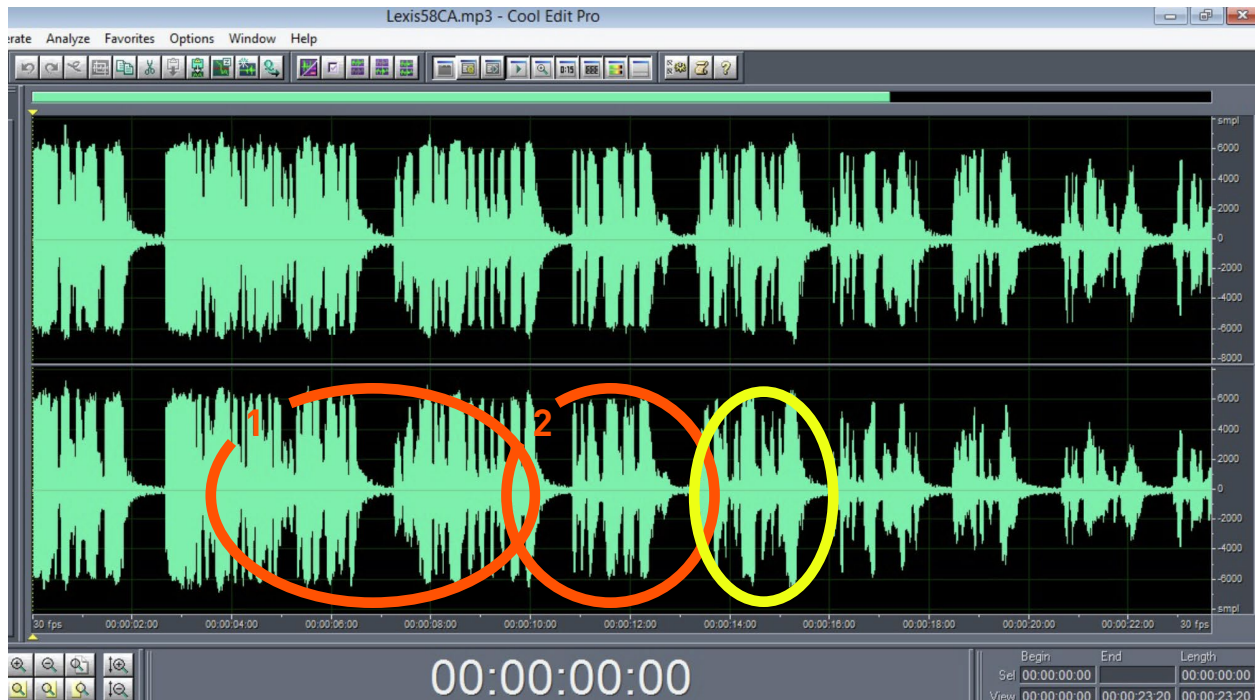 Lexis58CA.mp3 - Cool Edit Pro
erate Analyze Favorites Options Window Help
0:15
smpl
6000
4000
2000
0
-2000
-4000
-6000
-8000
6000
4000
2000
0
-2000
-4000
-6000
smpl
1
2
30 fps 00:00:02:00 00:00:04:00 00:00:06:00 00:00:08:00 00:00:10:00 00:00:12:00 00:00:14:00 00:00:16:00 00:00:18:00 00:00:20:00 00:00:22:00 30 fps
00:00:00:00
Begin End Length
Sel 00:00:00:00 00:00:00:00
View 00:00:00:00 00:00:23:20 00:00:23:20